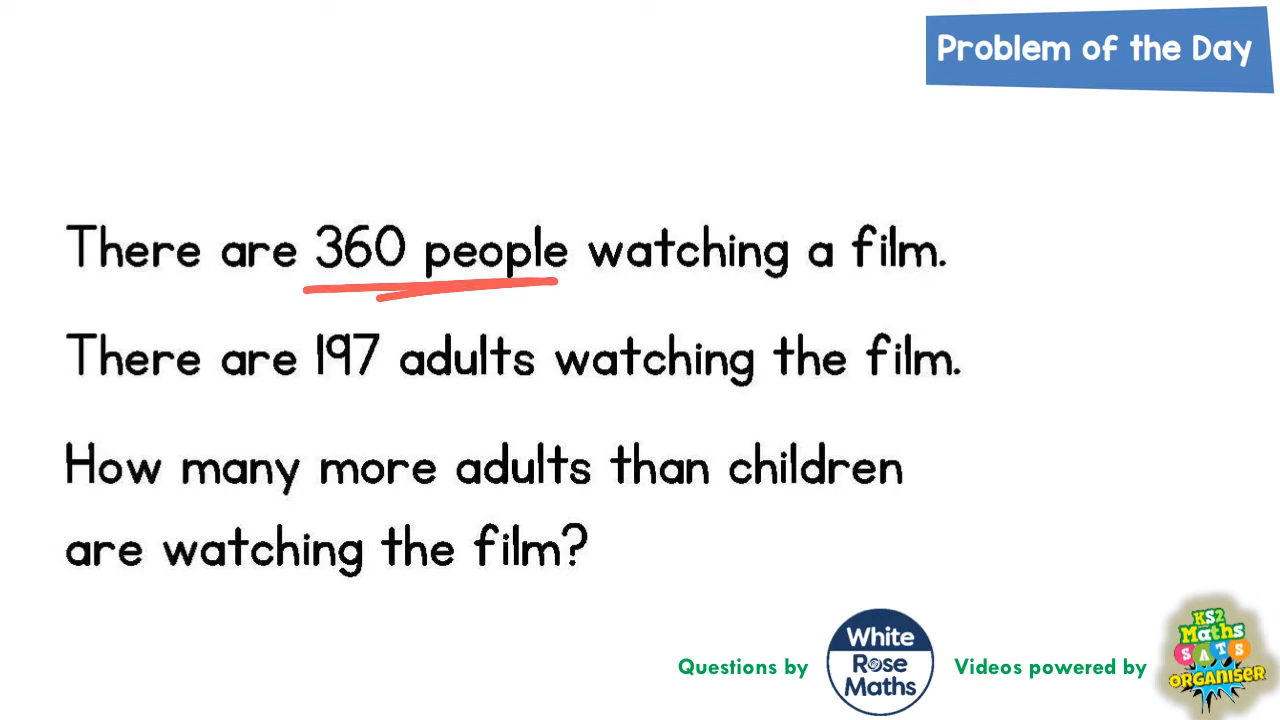 Problem of the Day
There are 360 people watching a film.
There are 197 adults watching the film.
How many more adults than children
are watching the film?
Questions by
White
Rose
Maths
Videos powered by
KS2
Maths
SATS
ORGANISER